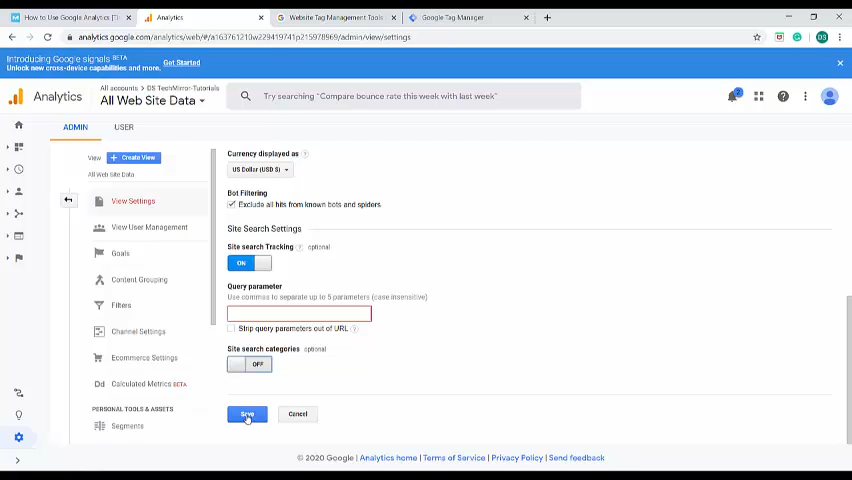 How to Use Google Analytics [D
Analytics
Website Tag Management Tools
Google Tag Manager
analytics.google.com/analytics/web/#/a163761210w229419741p215978969/admin/view/settings
DS
Introducing Google signals BETA
Unlock new cross-device capabilities and more.
Get Started
Analytics
All accounts > DS TechMirror-Tutorials
All Web Site Data
Try searching "Compare bounce rate this week with last week"
2
ADMIN
USER
View
+ Create View
All Web Site Data
View Settings
View User Management
Goals
Content Grouping
Filters
Channel Settings
Ecommerce Settings
Dd Calculated Metrics BETA
PERSONAL TOOLS & ASSETS
Segments
Currency displayed as
US Dollar (USD $)
Bot Filtering
Exclude all hits from known bots and spiders
Site Search Settings
Site search Tracking optional
ON
Query parameter
Use commas to separate up to 5 parameters (case insensitive)
Strip query parameters out of URL
Site search categories optional
OFF
Save
Cancel
© 2020 Google | Analytics home | Terms of Service | Privacy Policy | Send feedback